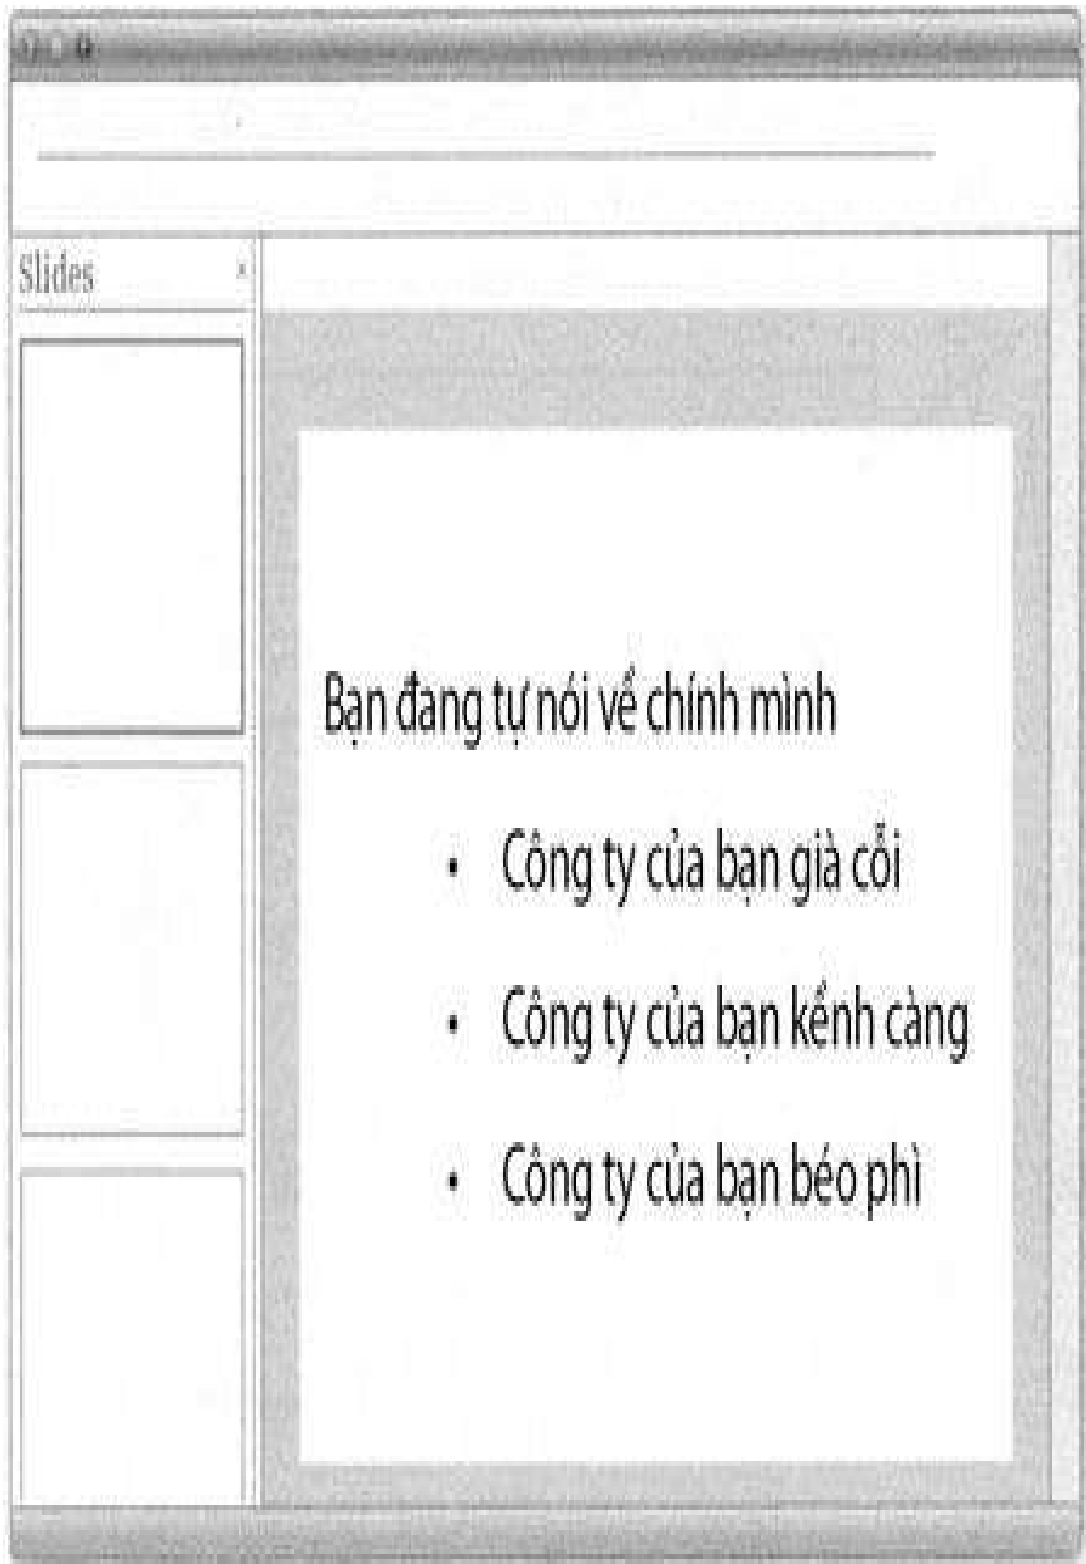 Slides
Bạn đang tự nói về chính mình
• Công ty của bạn già cỗi
• Công ty của bạn kềnh càng
• Công ty của bạn béo phì